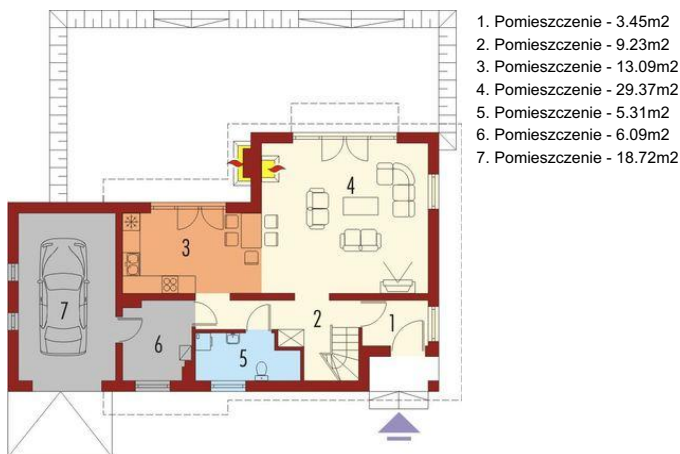 1. Pomieszczenie - 3.45m2
2. Pomieszczenie - 9.23m2
3. Pomieszczenie - 13.09m2
4. Pomieszczenie - 29.37m2
5. Pomieszczenie - 5.31m2
6. Pomieszczenie - 6.09m2
7. Pomieszczenie - 18.72m2
4
3
7
2
1
6
5